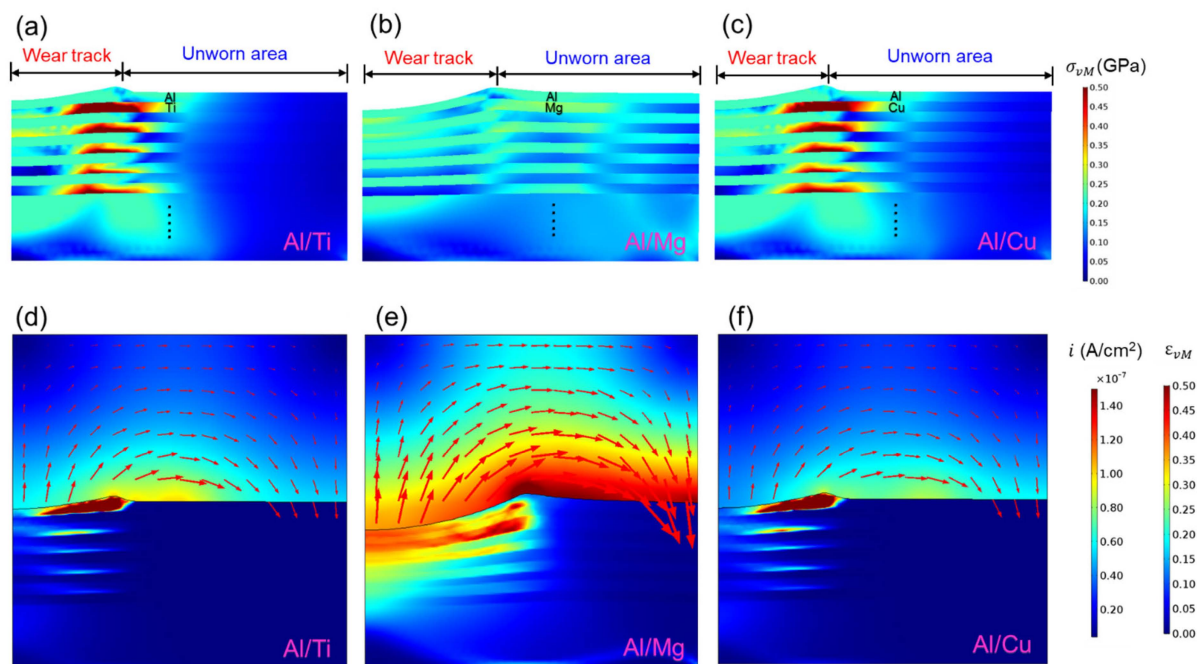 (a)
(b)
(c)
Wear track Unworn area
Wear track Unworn area
Wear track Unworn area
σvM (GPa)
Al
Ti
Al
Mg
Al
Cu
0.50
0.45
0.40
0.35
0.30
0.25
0.20
0.15
0.10
0.05
0.00
Al/Ti
Al/Mg
Al/Cu
(d)
(e)
(f)
i (A/cm²)
εvM
×10⁻⁷
1.40
1.20
1.00
0.80
0.60
0.40
0.20
0.50
0.45
0.40
0.35
0.30
0.25
0.20
0.15
0.10
0.05
0.00
Al/Ti
Al/Mg
Al/Cu